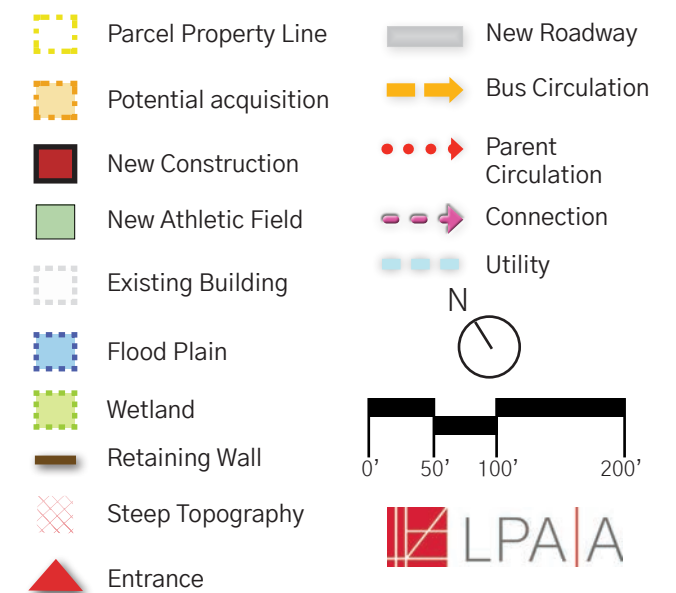 Parcel Property Line
Potential acquisition
New Construction
New Athletic Field
Existing Building
Flood Plain
Wetland
Retaining Wall
Steep Topography
Entrance
New Roadway
Bus Circulation
Parent
Circulation
Connection
Utility
N
0’ 50’ 100’ 200’
LPA|A